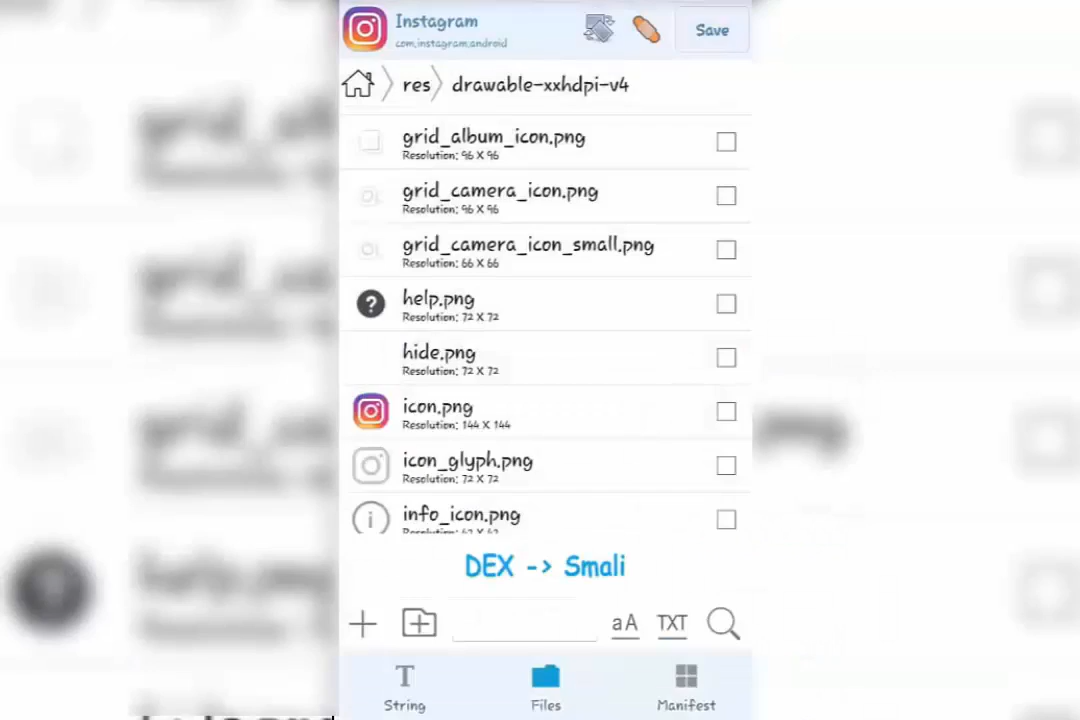 Instagram
com.instagram.android
Save
res
drawable-xxhdpi-v4
grid_album_icon.png
Resolution: 96 X 96
grid_camera_icon.png
Resolution: 96 X 96
grid_camera_icon_small.png
Resolution: 66 X 66
help.png
Resolution: 72 X 72
hide.png
Resolution: 72 X 72
icon.png
Resolution: 144 X 144
icon_glyph.png
Resolution: 72 X 72
info_icon.png
DEX -> Smali
aA
TXT
String
Files
Manifest